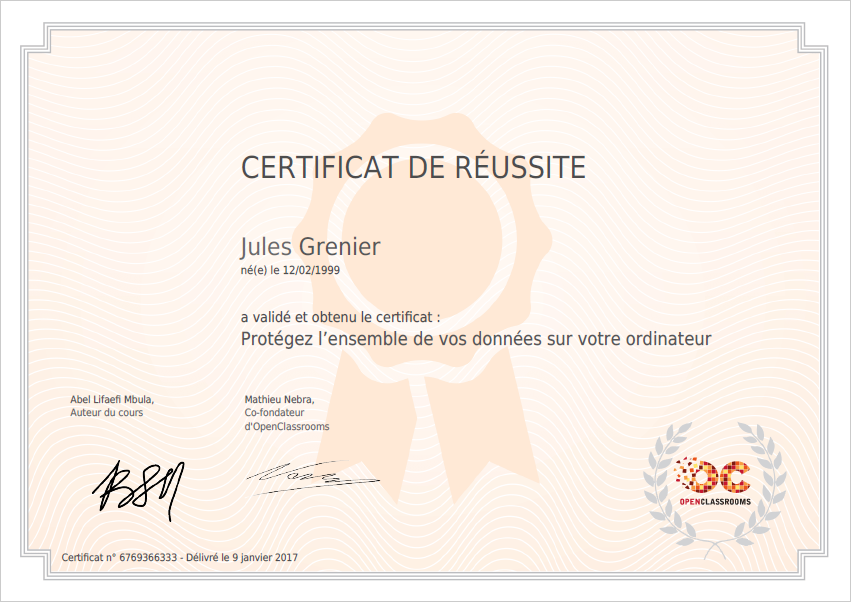 CERTIFICAT DE RÉUSSITE
Jules Grenier
né(e) le 12/02/1999
a validé et obtenu le certificat :
Protégez l’ensemble de vos données sur votre ordinateur
Abel Lifaefi Mbula,
Auteur du cours
Mathieu Nebra,
Co-fondateur
d'OpenClassrooms
OC
OPENCLASSROOMS
Certificat n° 6769366333 - Délivré le 9 janvier 2017